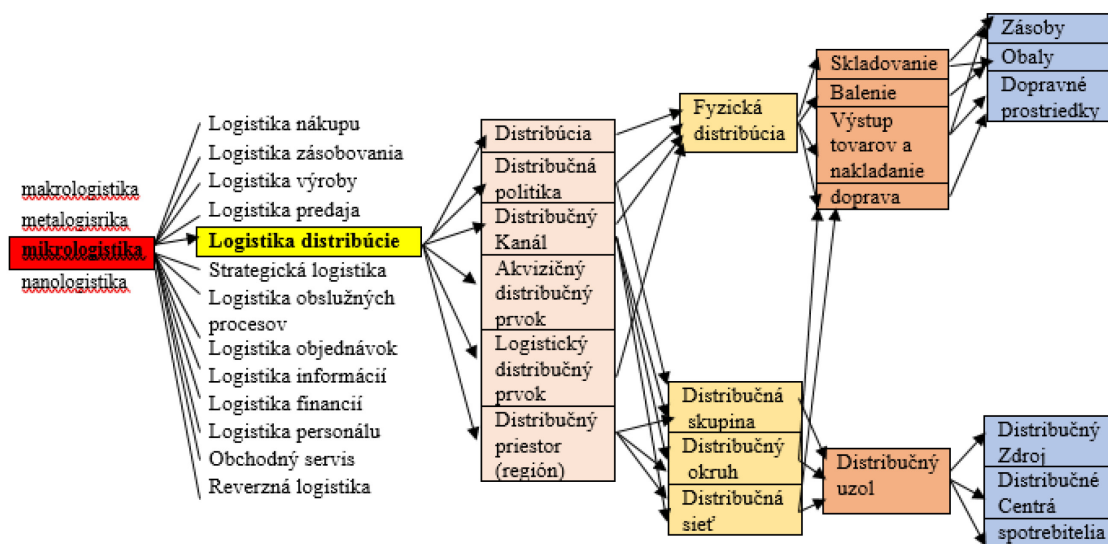 makrologistika
metalogisrika
mikrologistika
nanologistika
Logistika nákupu
Logistika zásobovania
Logistika výroby
Logistika predaja
Logistika distribúcie
Strategická logistika
Logistika obslužných
procesov
Logistika objednávok
Logistika informácií
Logistika financií
Logistika personálu
Obchodný servis
Reverzná logistika
Distribúcia
Distribučná
politika
Distribučný
Kanál
Akvizičný
distribučný
prvok
Logistický
distribučný
prvok
Distribučný
priestor
(región)
Fyzická
distribúcia
Distribučná
skupina
Distribučný
okruh
Distribučná
sieť
Skladovanie
Balenie
Výstup
tovarov a
nakladanie
doprava
Distribučný
uzol
Zásoby
Obaly
Dopravné
prostriedky
Distribučný
Zdroj
Distribučné
Centrá
spotrebitelia